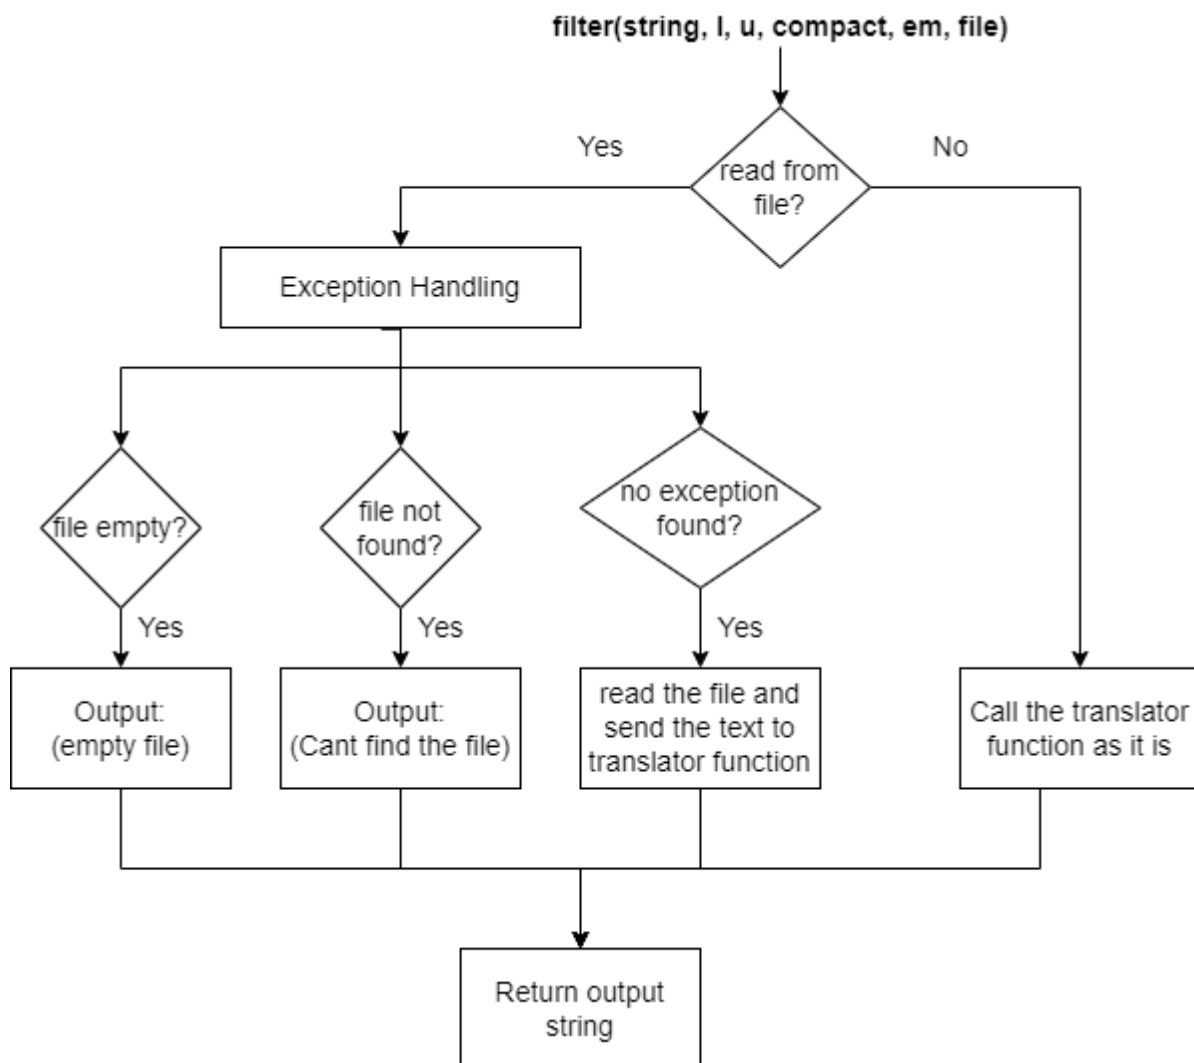 filter(string, l, u, compact, em, file)
Yes
No
read from
file?
Exception Handling
file empty?
file not
found?
no exception
found?
Yes
Yes
Yes
Output:
(empty file)
Output:
(Cant find the file)
read the file and
send the text to
translator function
Call the translator
function as it is
Return output
string